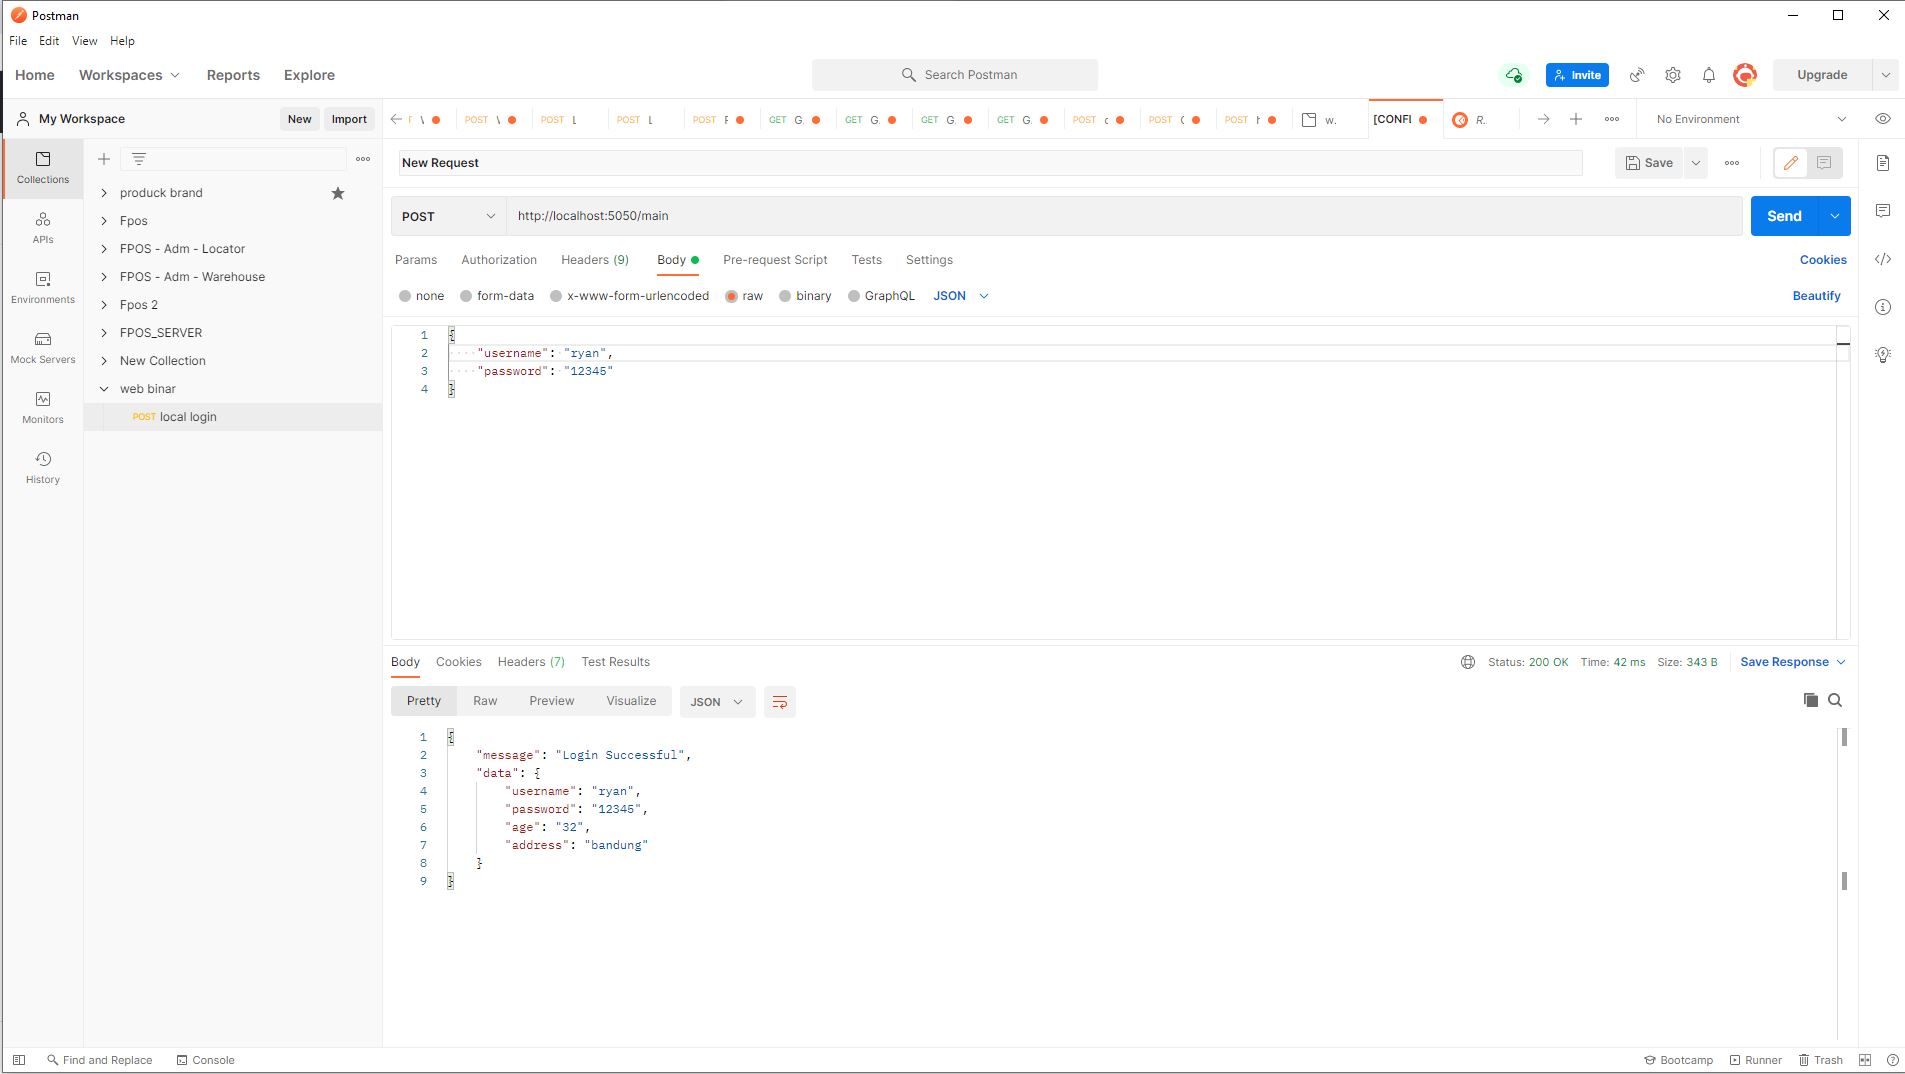 Postman
File Edit View Help
Home Workspaces Reports Explore
Search Postman
Invite
Upgrade
My Workspace
New Import
POST POST L POST L POST F GET G. GET G. GET G. GET G. POST POST POST w. [CONFI R.
No Environment
Collections
APIs
Environments
Mock Servers
Monitors
History
produck brand
Fpos
FPOS - Adm - Locator
FPOS - Adm - Warehouse
Fpos 2
FPOS_SERVER
New Collection
web binar
POST local login
New Request
Save
POST http://localhost:5050/main
Send
Params Authorization Headers (9) Body Pre-request Script Tests Settings
Cookies
none form-data x-www-form-urlencoded raw binary GraphQL JSON
Beautify
1 {
2 "username": "ryan",
3 "password": "12345"
4 }
Body Cookies Headers (7) Test Results
Status: 200 OK Time: 42 ms Size: 343 B Save Response
Pretty Raw Preview Visualize JSON
1 {
2 "message": "Login Successful",
3 "data": {
4 "username": "ryan",
5 "password": "12345",
6 "age": "32",
7 "address": "bandung"
8 }
9 }
Find and Replace Console
Bootcamp Runner Trash